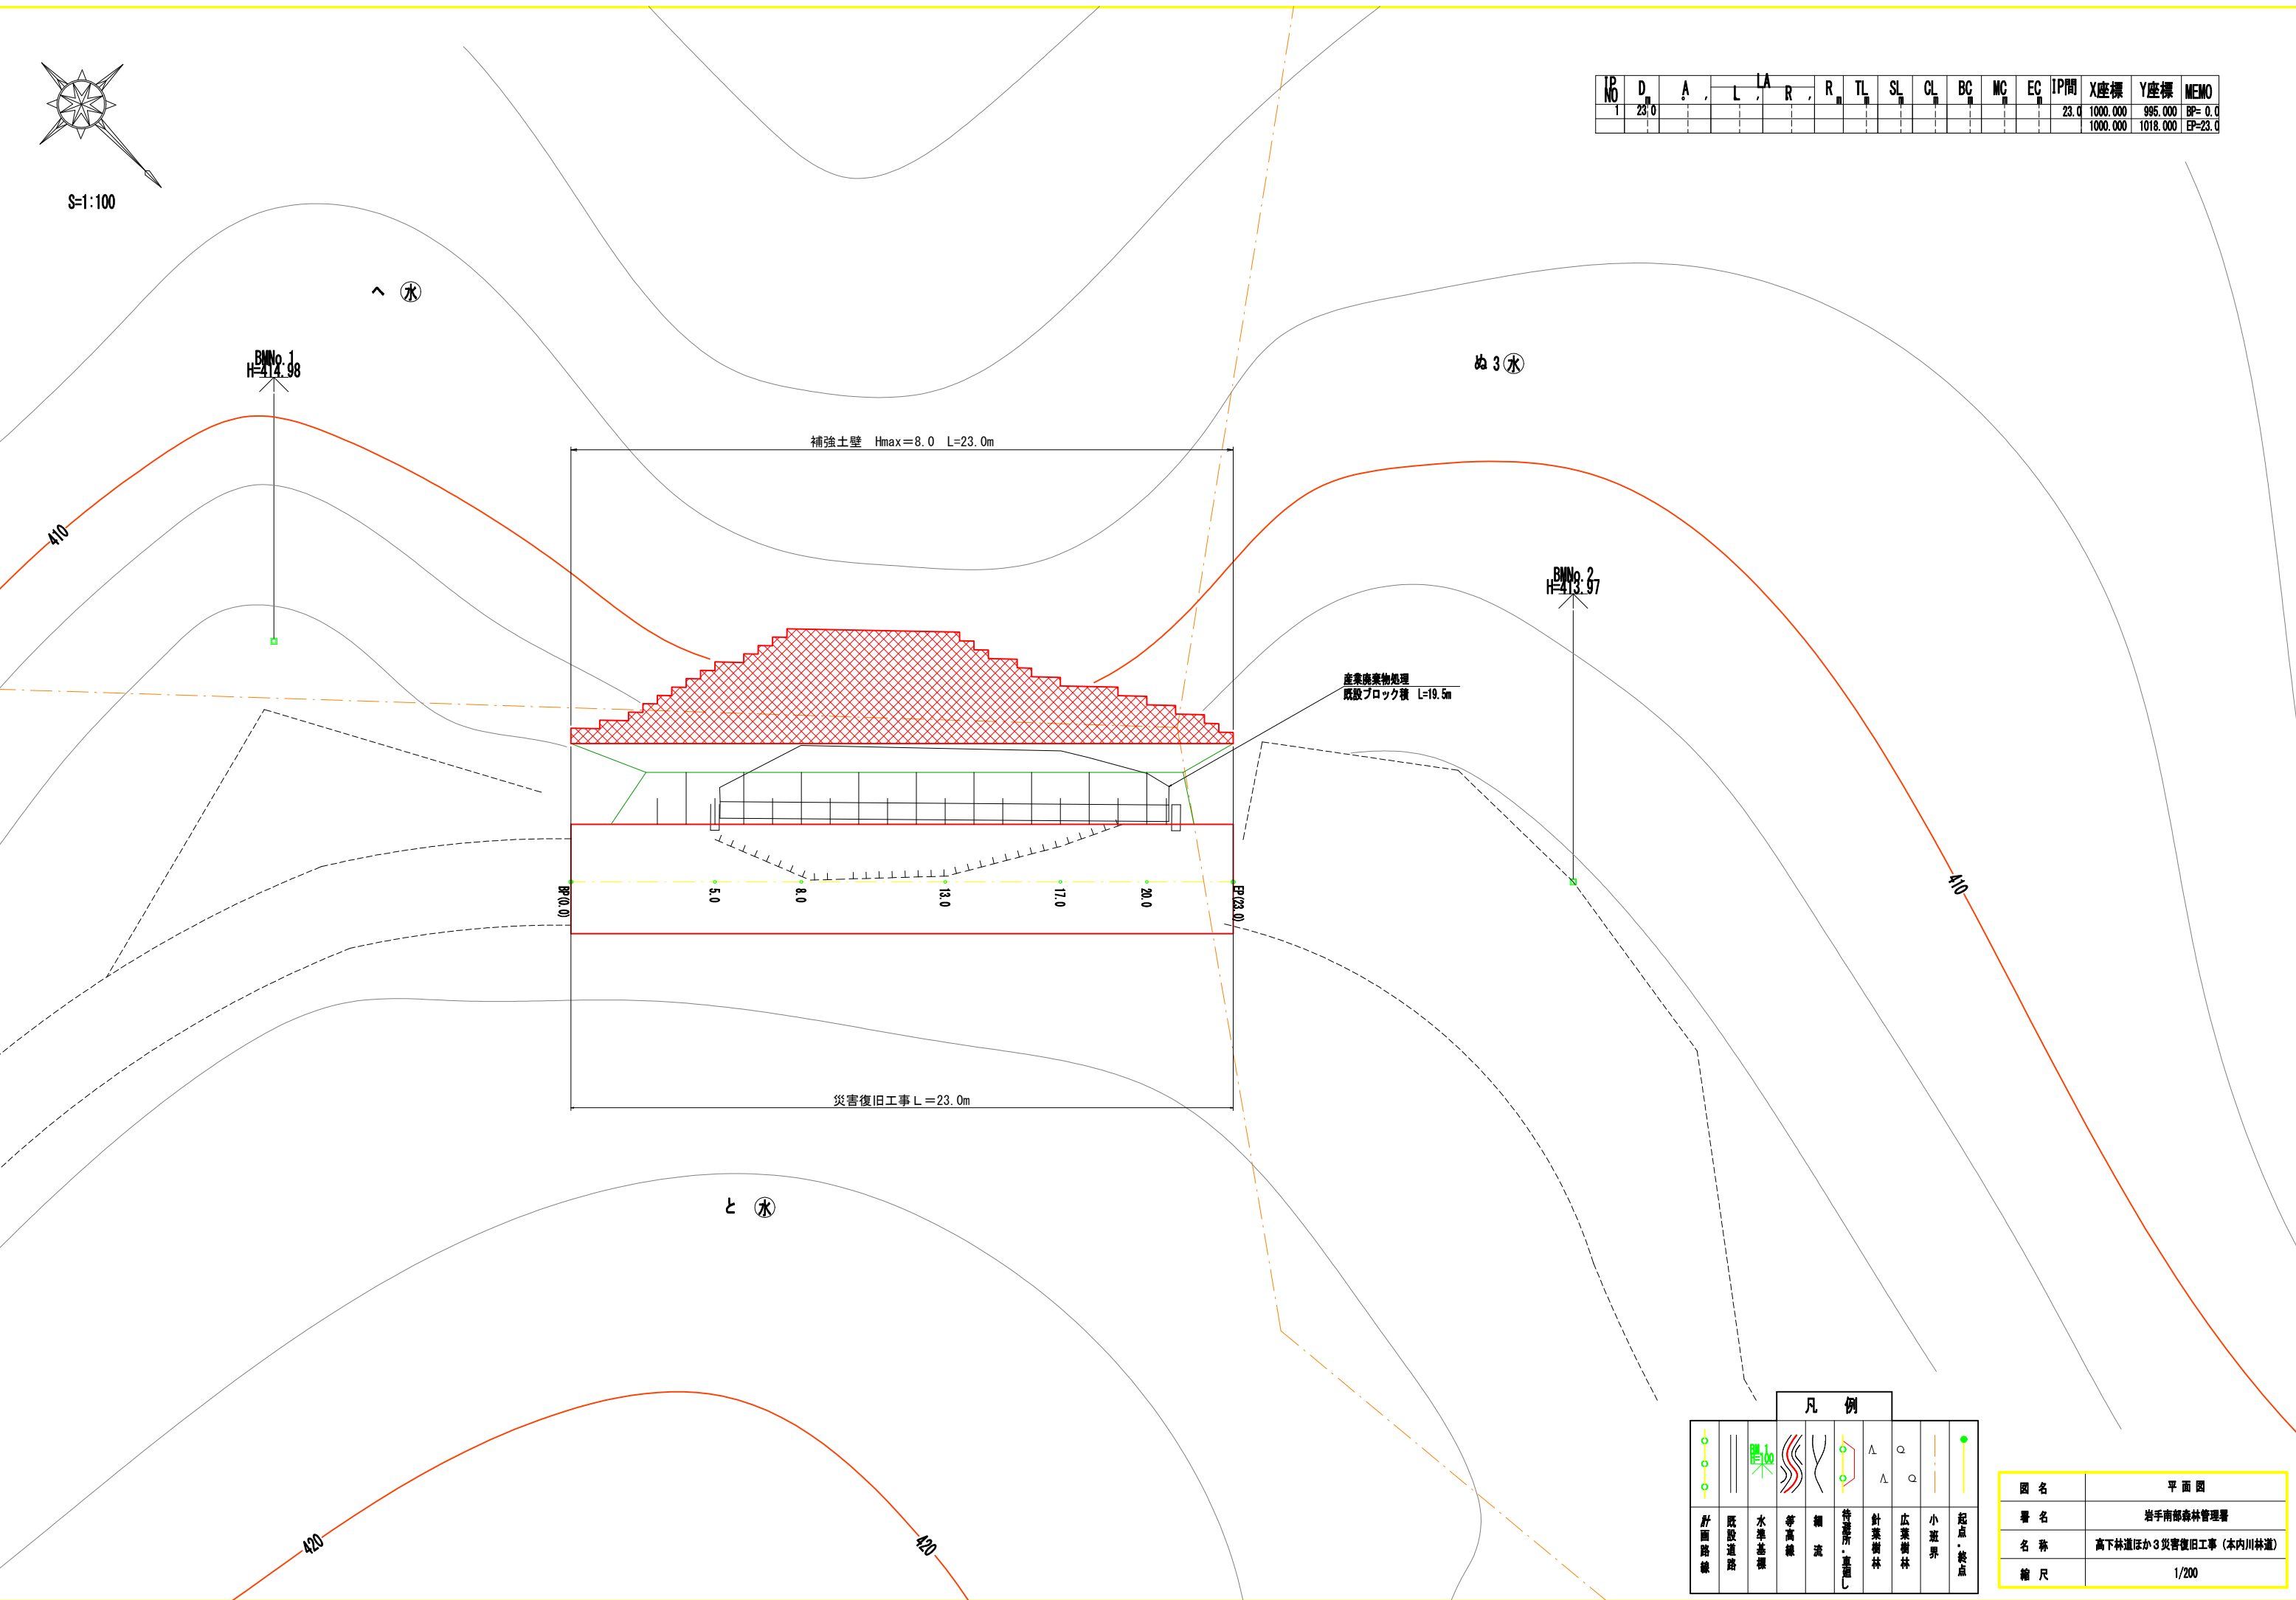 S=1:100
IP NO D m A ° ′ LA L ′ R ′ R m TL m SL m CL m BC m MC m EC m IP間 X座標 Y座標 MEMO
1 23.0 23.0 1000.000 995.000 BP= 0.0
1000.000 1018.000 EP=23.0
へ 水
BMNo.1
H=414.98
ぬ 3 水
補強土壁 Hmax=8.0 L=23.0m
410
BMNo.2
H=413.97
産業廃棄物処理
既設ブロック積 L=19.5m
BP(0.0)
5.0
8.0
13.0
17.0
20.0
EP(23.0)
410
災害復旧工事L=23.0m
と 水
420
420
凡 例
BM.1
H=100
計画路線
既設道路
水準基標
等高線
細流
待避所・車廻し
針葉樹林
広葉樹林
小班界
起点・終点
図名 平面図
署名 岩手南部森林管理署
名称 高下林道ほか3災害復旧工事(本内川林道)
縮尺 1/200